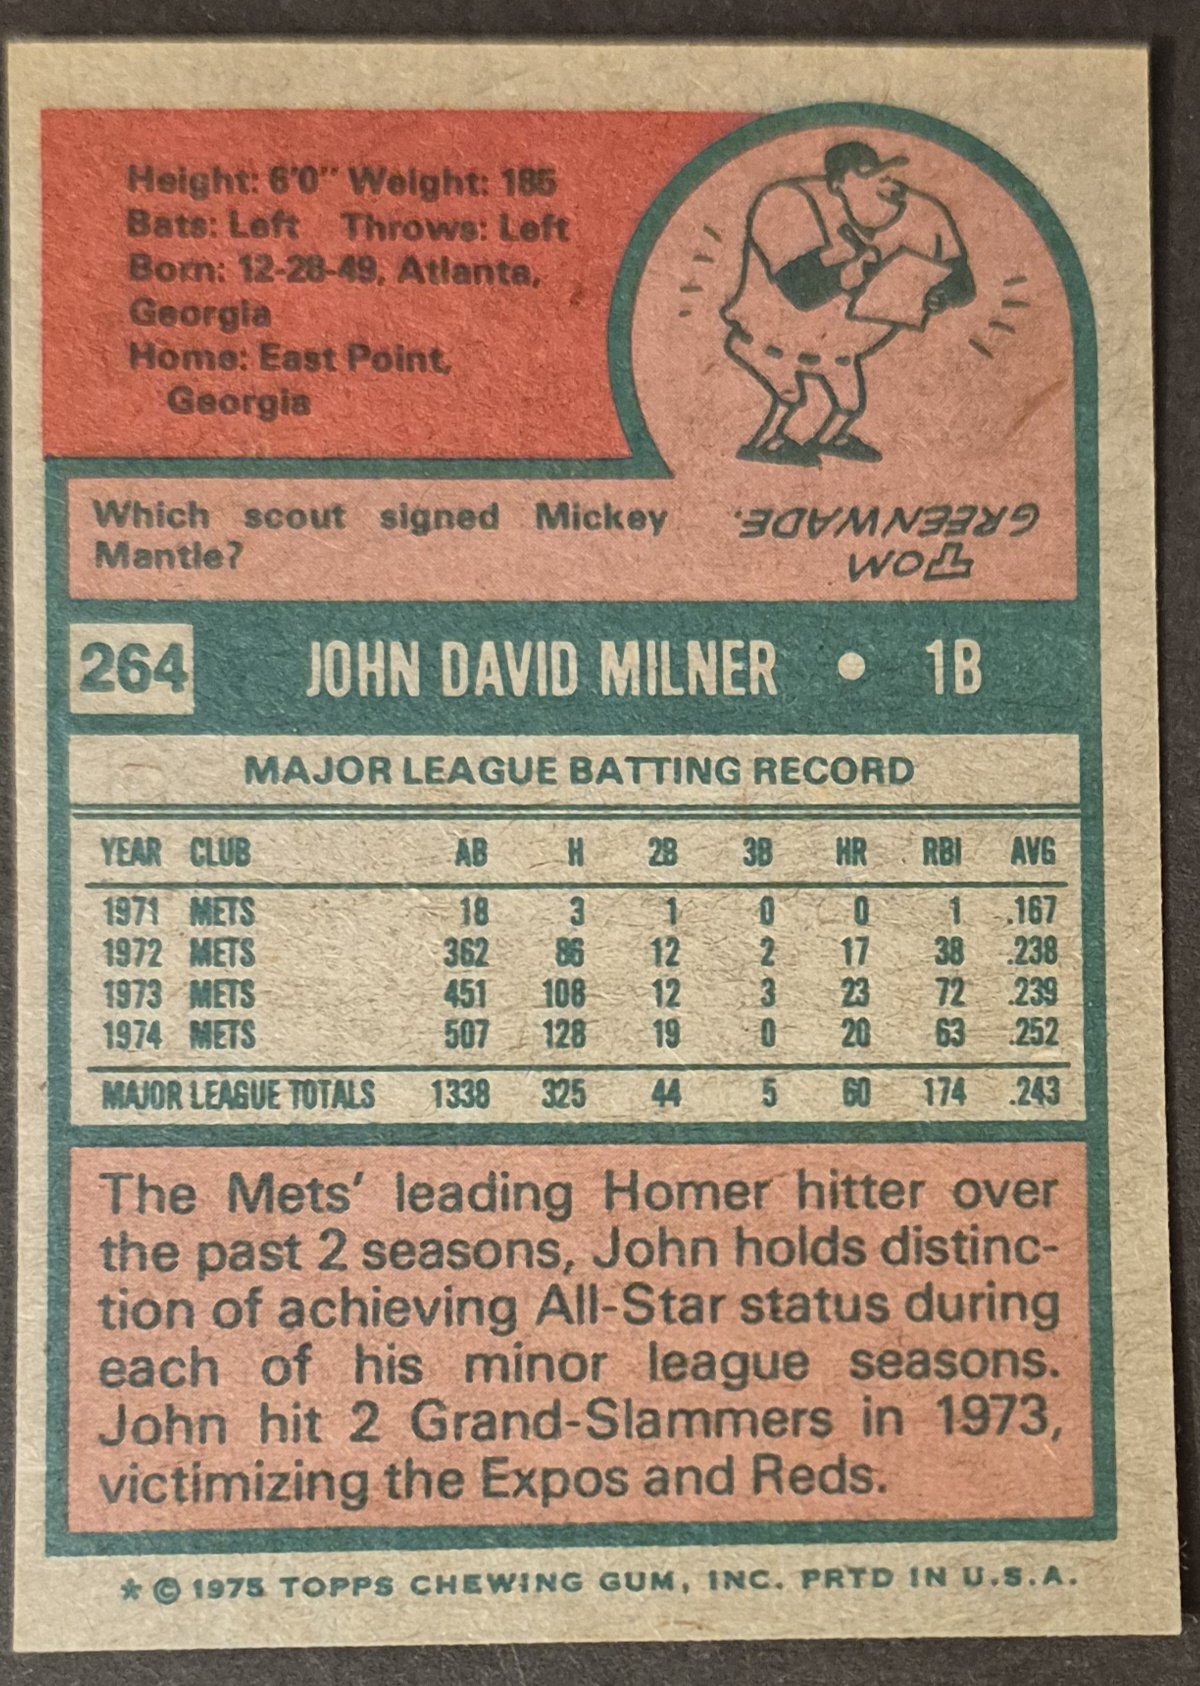 Height: 6'0" Weight: 185
Bats: Left Throws: Left
Born: 12-28-49, Atlanta,
Georgia
Home: East Point,
Georgia
Which scout signed Mickey
Mantle?
TOM
GREENWADE.
264 JOHN DAVID MILNER • 1B
MAJOR LEAGUE BATTING RECORD
YEAR CLUB AB H 2B 3B HR RBI AVG
1971 METS 18 3 1 0 0 1 .167
1972 METS 362 86 12 2 17 38 .238
1973 METS 451 108 12 3 23 72 .239
1974 METS 507 128 19 0 20 63 .252
MAJOR LEAGUE TOTALS 1338 325 44 5 60 174 .243
The Mets' leading Homer hitter over
the past 2 seasons, John holds distinc-
tion of achieving All-Star status during
each of his minor league seasons.
John hit 2 Grand-Slammers in 1973,
victimizing the Expos and Reds.
* © 1975 TOPPS CHEWING GUM, INC. PRTD IN U.S.A.